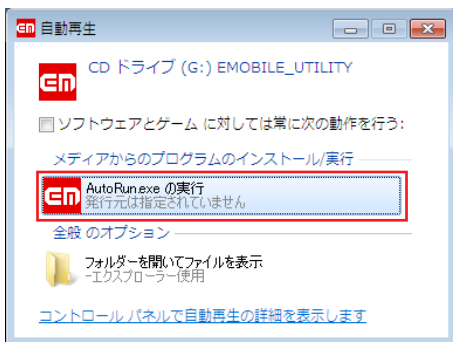 EM 自動再生
CD ドライブ (G:) EMOBILE_UTILITY
EM
ソフトウェアとゲーム に対しては常に次の動作を行う:
メディアからのプログラムのインストール/実行
EM
AutoRun.exe の実行
発行元は指定されていません
全般 のオプション
フォルダーを開いてファイルを表示
-エクスプローラー使用
コントロール パネルで自動再生の詳細を表示します